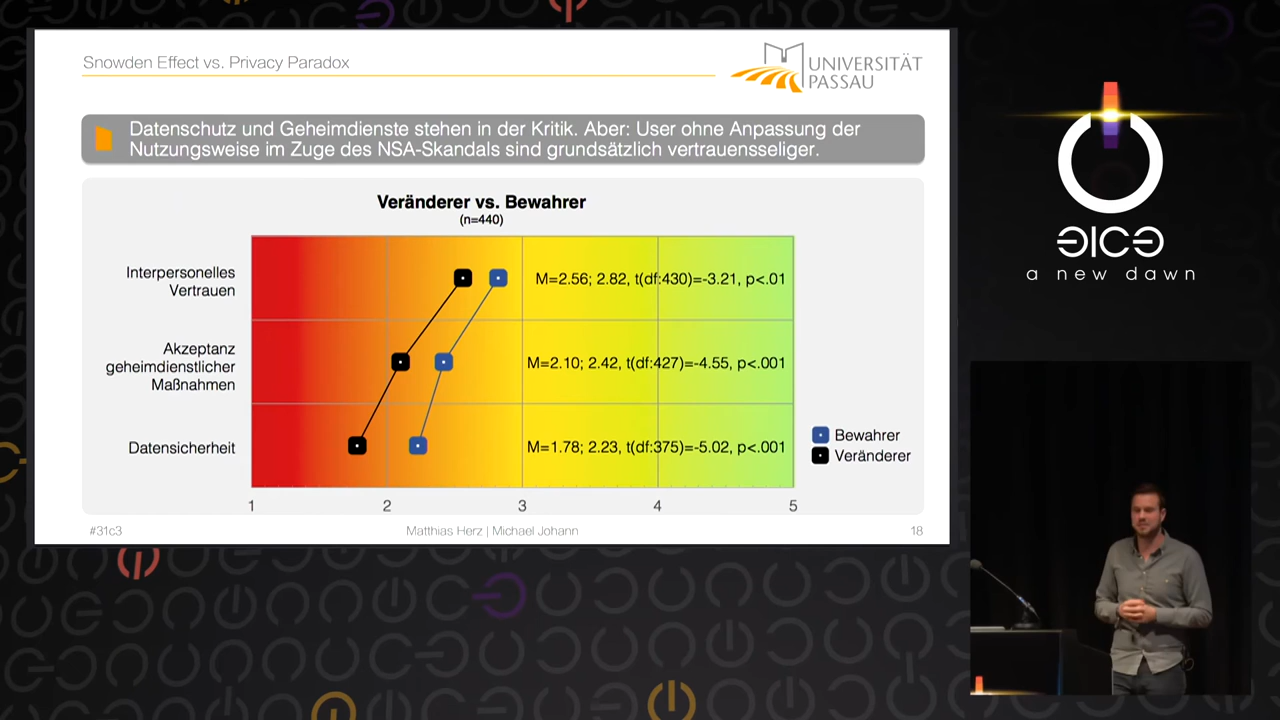 Snowden Effect vs. Privacy Paradox
UNIVERSITÄT
PASSAU
Datenschutz und Geheimdienste stehen in der Kritik. Aber: User ohne Anpassung der
Nutzungsweise im Zuge des NSA-Skandals sind grundsätzlich vertrauensseliger.
Veränderer vs. Bewahrer
(n=440)
Interpersonelles
Vertrauen
M=2.56; 2.82, t(df:430)=-3.21, p<.01
Akzeptanz
geheimdienstlicher
Maßnahmen
M=2.10; 2.42, t(df:427)=-4.55, p<.001
Datensicherheit
M=1.78; 2.23, t(df:375)=-5.02, p<.001
Bewahrer
Veränderer
1 2 3 4 5
#31c3 Matthias Herz | Michael Johann 18
31C3
a new dawn